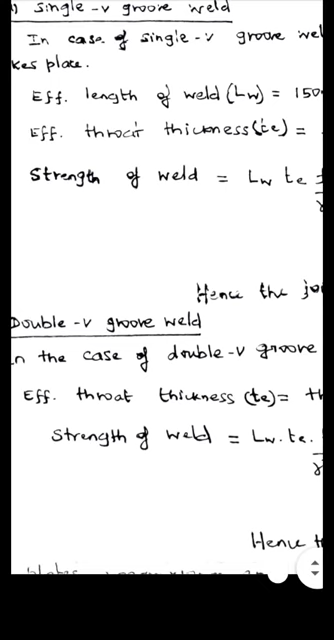 single-v groove weld
In case of single-v groove wel
kes place.
Eff. length of weld (Lw) = 150
Eff. throat thickness (te) =
Strength of weld = Lw te
Hence the jo
Double-v groove weld
In the case of double-v groove
Eff. throat thickness (te) = th
Strength of weld = Lw. te.
Hence t